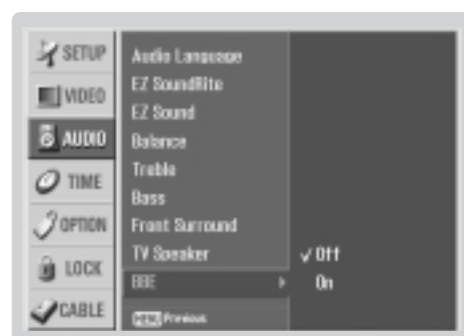 SETUP
VIDEO
AUDIO
TIME
OPTION
LOCK
CABLE
Audio Language
EZ SoundRite
EZ Sound
Balance
Treble
Bass
Front Surround
TV Speaker
BBE
MENU Previous
Off
On